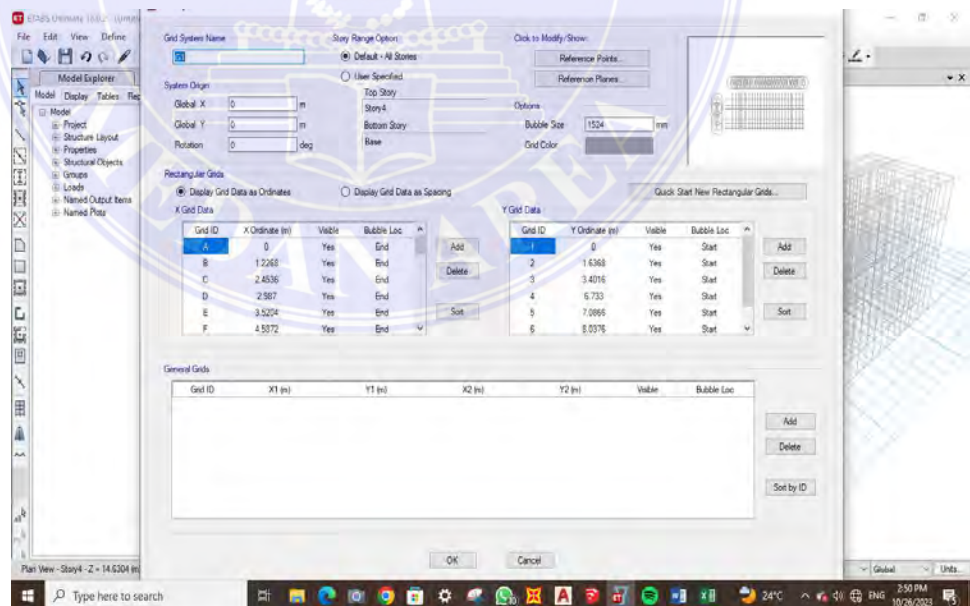 File Edit View Define
Model Explorer
Model Display Tables
Model
Project
Structure Layout
Properties
Structural Objects
Groups
Loads
Named Output Items
Named Plots
Grid System Name
G1
System Origin
Global X 0 m
Global Y 0 m
Rotation 0 deg
Story Range Option
Default - All Stories
User Specified
Top Story
Story4
Bottom Story
Base
Click to Modify/Show:
Reference Points...
Reference Planes...
Options
Bubble Size 1524 mm
Grid Color
Rectangular Grids
Display Grid Data as Ordinates Display Grid Data as Spacing Quick Start New Rectangular Grids...
X Grid Data
Grid ID X Ordinate (m) Visible Bubble Loc
A 0 Yes End
B 1.2268 Yes End
C 2.4536 Yes End
D 2.587 Yes End
E 3.5204 Yes End
F 4.5872 Yes End
Add
Delete
Sort
Y Grid Data
Grid ID Y Ordinate (m) Visible Bubble Loc
1 0 Yes Start
2 1.6368 Yes Start
3 3.4016 Yes Start
4 6.733 Yes Start
5 7.0866 Yes Start
6 8.0376 Yes Start
Add
Delete
Sort
General Grids
Grid ID X1 (m) Y1 (m) X2 (m) Y2 (m) Visible Bubble Loc
Add
Delete
Sort by ID
OK Cancel
Plan View - Story4 - Z = 14.6304 (m)
Global Units...
Type here to search
24°C
ENG
2:50 PM
10/26/2023